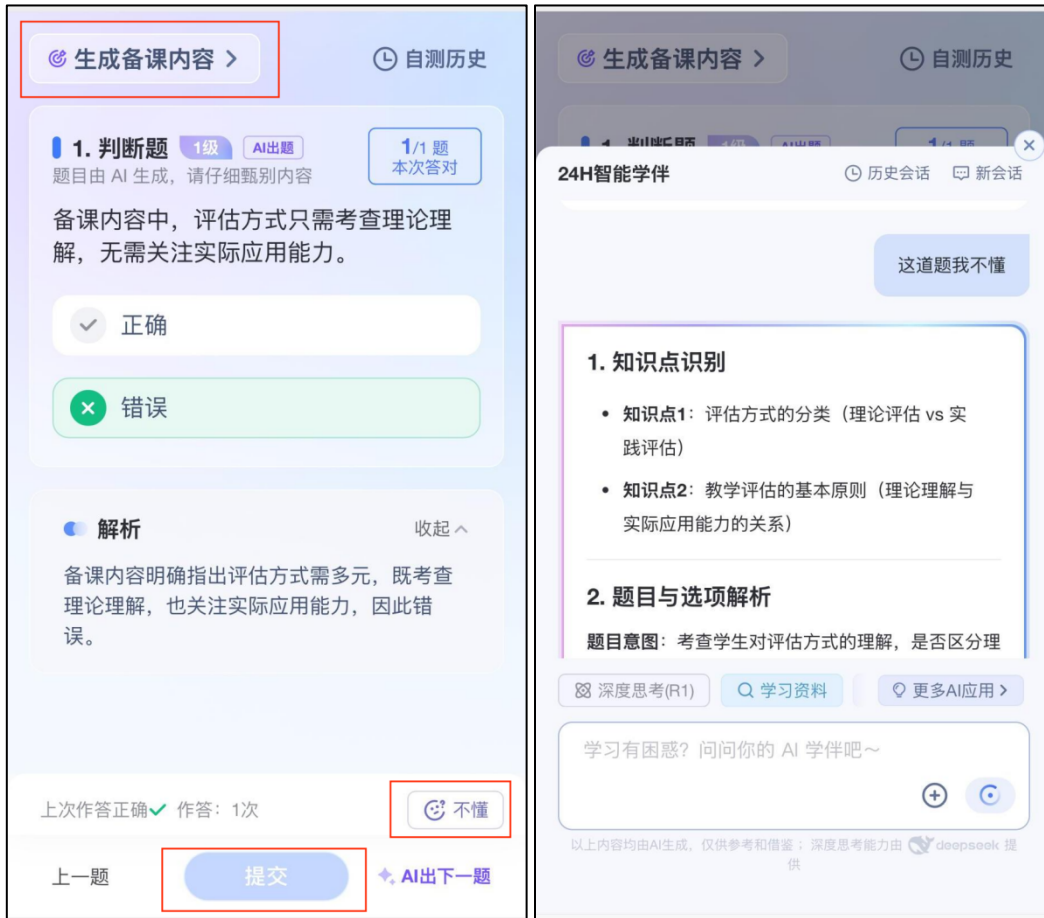 生成备课内容 >
自测历史
1. 判断题 1级 AI出题
1/1 题
本次答对
题目由 AI 生成，请仔细甄别内容
备课内容中，评估方式只需考查理论理
解，无需关注实际应用能力。
正确
错误
解析
收起
备课内容明确指出评估方式需多元，既考查
理论理解，也关注实际应用能力，因此错
误。
上次作答正确 作答：1次
不懂
上一题
提交
AI出下一题
生成备课内容 >
自测历史
24H智能学伴
历史会话
新会话
这道题我不懂
1. 知识点识别
• 知识点1：评估方式的分类（理论评估 vs 实
践评估）
• 知识点2：教学评估的基本原则（理论理解与
实际应用能力的关系）
2. 题目与选项解析
题目意图：考查学生对评估方式的理解，是否区分理
深度思考(R1)
学习资料
更多AI应用 >
学习有困惑？问问你的 AI 学伴吧～
以上内容均由AI生成，仅供参考和借鉴；深度思考能力由 deepseek 提
供